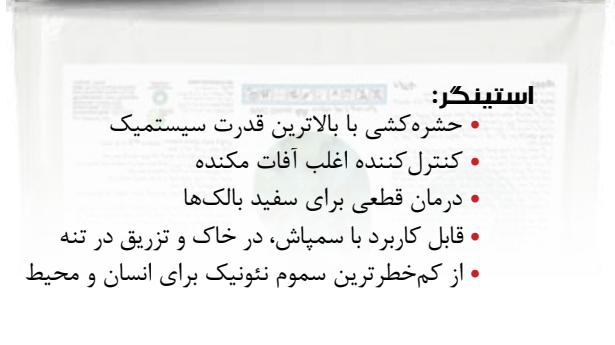 استینگر:
• حشره‌کشی با بالاترین قدرت سیستمیک
• کنترل‌کننده اغلب آفات مکنده
• درمان قطعی برای سفید بالک‌ها
• قابل کاربرد با سمپاش، در خاک و تزریق در تنه
• از کم‌خطرترین سموم نئونیک برای انسان و محیط